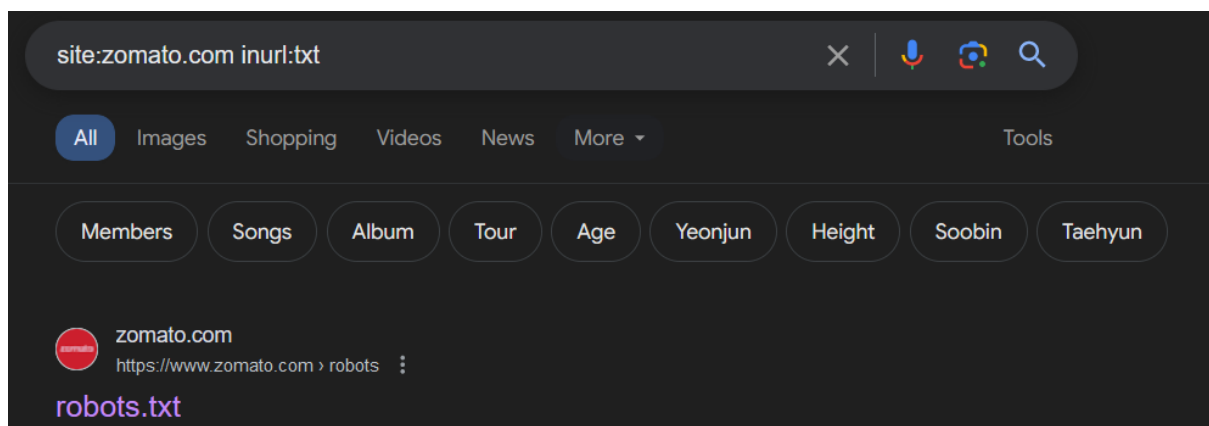 site:zomato.com inurl:txt
All Images Shopping Videos News More Tools
Members Songs Album Tour Age Yeonjun Height Soobin Taehyun
zomato
zomato.com
https://www.zomato.com › robots
robots.txt